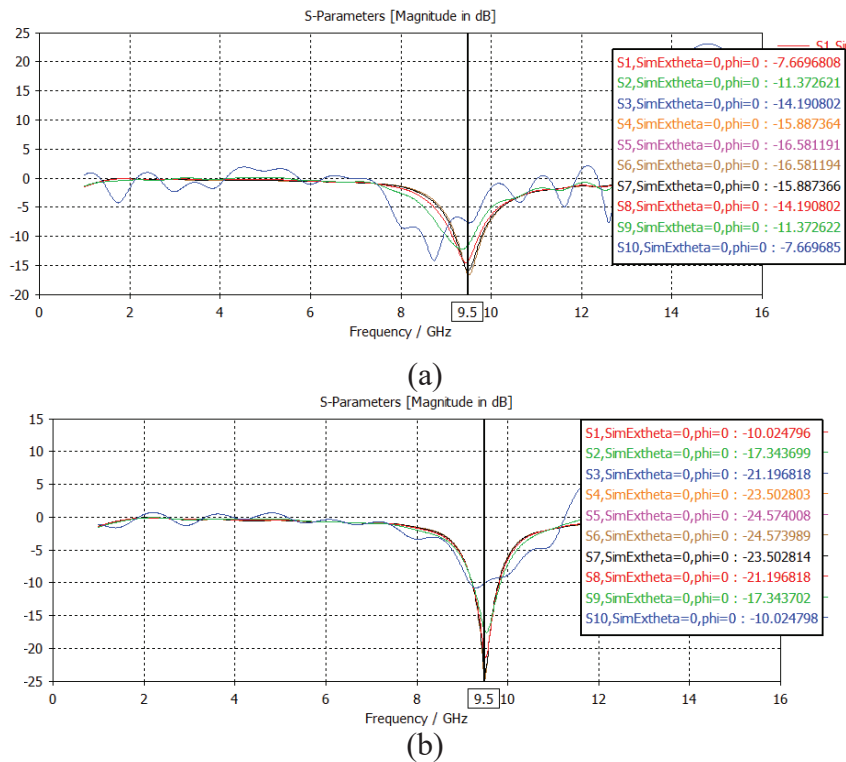 S-Parameters [Magnitude in dB]
25
20
15
10
5
0
-5
-10
-15
-20
0
2
4
6
8
9.5
10
12
14
16
Frequency / GHz
S1,SimExtheta=0,phi=0 : -7.6696808
S2,SimExtheta=0,phi=0 : -11.372621
S3,SimExtheta=0,phi=0 : -14.190802
S4,SimExtheta=0,phi=0 : -15.887364
S5,SimExtheta=0,phi=0 : -16.581191
S6,SimExtheta=0,phi=0 : -16.581194
S7,SimExtheta=0,phi=0 : -15.887366
S8,SimExtheta=0,phi=0 : -14.190802
S9,SimExtheta=0,phi=0 : -11.372622
S10,SimExtheta=0,phi=0 : -7.669685
(a)
S-Parameters [Magnitude in dB]
15
10
5
0
-5
-10
-15
-20
-25
0
2
4
6
8
9.5
10
12
14
16
Frequency / GHz
S1,SimExtheta=0,phi=0 : -10.024796
S2,SimExtheta=0,phi=0 : -17.343699
S3,SimExtheta=0,phi=0 : -21.196818
S4,SimExtheta=0,phi=0 : -23.502803
S5,SimExtheta=0,phi=0 : -24.574008
S6,SimExtheta=0,phi=0 : -24.573989
S7,SimExtheta=0,phi=0 : -23.502814
S8,SimExtheta=0,phi=0 : -21.196818
S9,SimExtheta=0,phi=0 : -17.343702
S10,SimExtheta=0,phi=0 : -10.024798
(b)